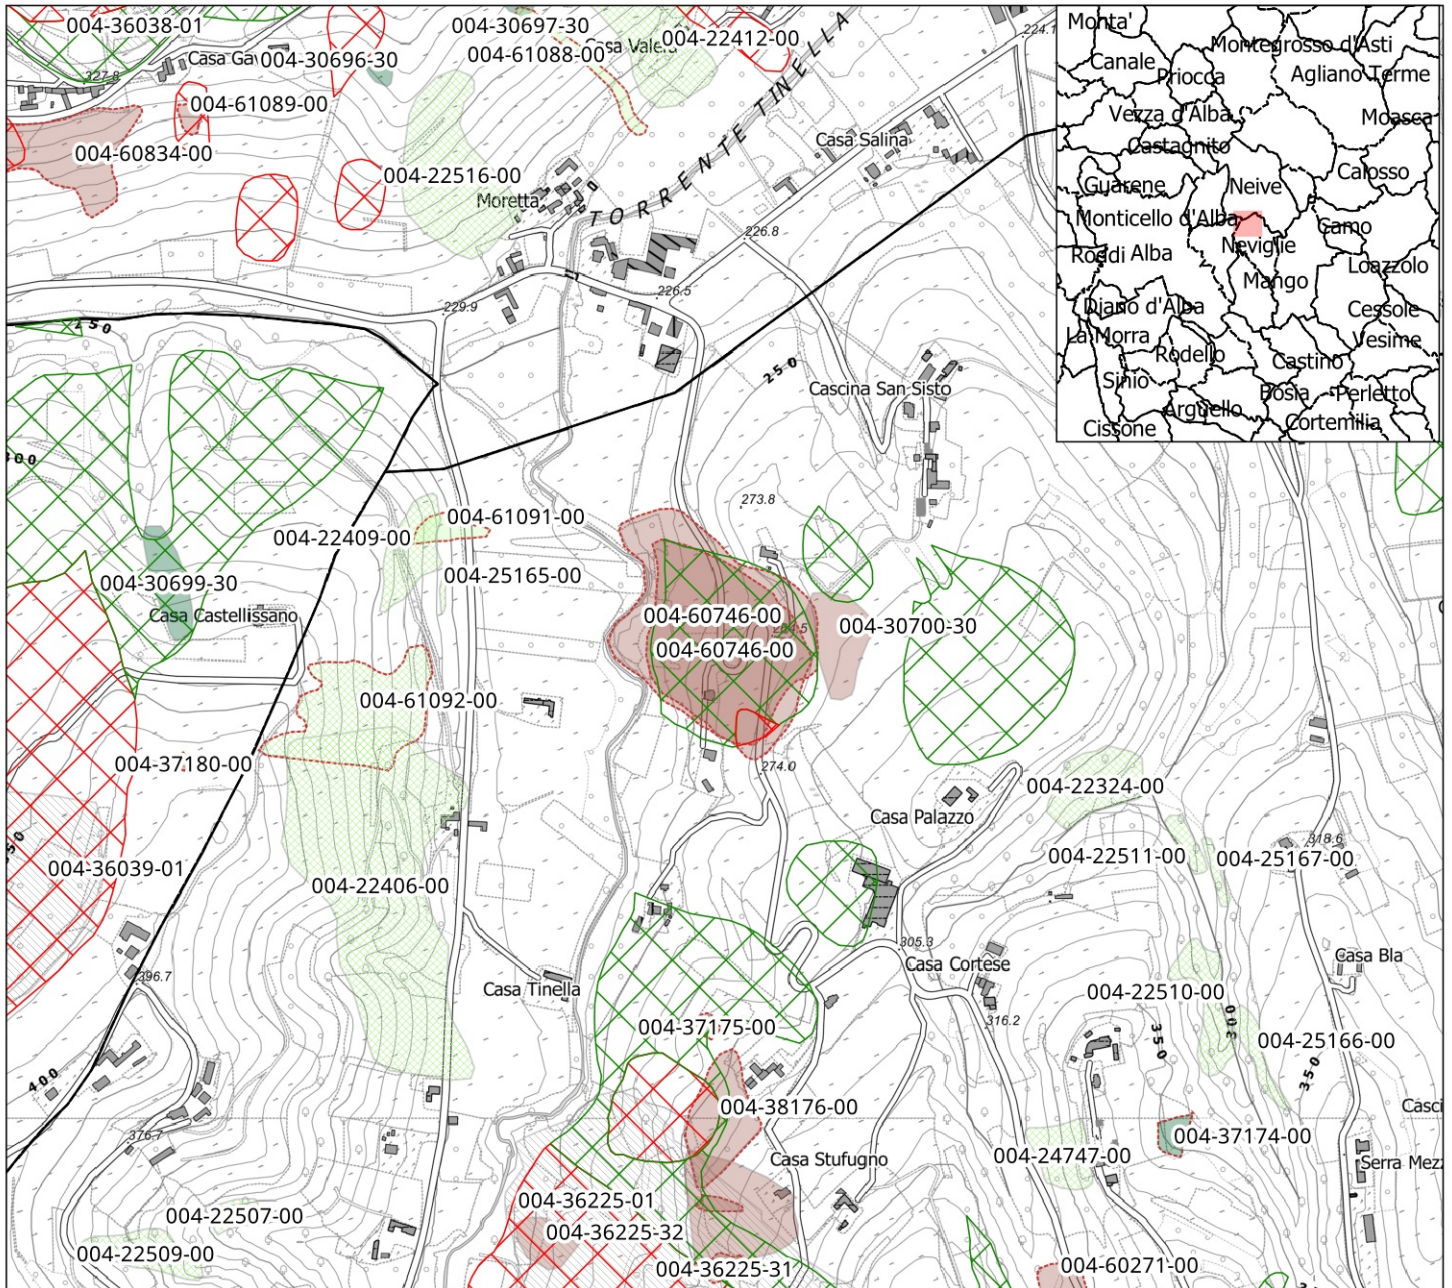 004-36038-01
004-30697-30
004-22412-00
Casa Ga
004-30696-30
004-61088-00
Casa Valera
224.1
327.8
004-61089-00
004-60834-00
004-22516-00
Moretta
TORRENTE TINELLA
Casa Salina
226.8
226.5
229.9
250
250
Cascina San Sisto
300
273.8
004-61091-00
004-22409-00
004-25165-00
004-30699-30
Casa Castellissano
004-60746-00
004-30700-30
004-60746-00
004-61092-00
004-37180-00
274.0
004-22324-00
Casa Palazzo
318.6
004-22511-00
004-25167-00
004-36039-01
004-22406-00
305.3
Casa Cortese
Casa Bla
396.7
Casa Tinella
004-22510-00
316.2
004-37175-00
350
300
004-25166-00
350
400
004-38176-00
Casci
376.7
004-37174-00
004-24747-00
Casa Stufugno
Serra Mezz
004-36225-01
004-22507-00
004-36225-32
004-22509-00
004-36225-31
004-60271-00
Monta'
Montegrosso d'Asti
Canale
Priocca
Agliano Terme
Vezza d'Alba
Moasca
Castagnito
Calosso
Guarene
Neive
Monticello d'Alba
Camo
Neviglie
Roddi
Alba
Loazzolo
Mango
Diano d'Alba
Cessole
La Morra
Vesime
Rodello
Castino
Sinio
Bosia
Perletto
Arguello
Cissone
Cortemilia